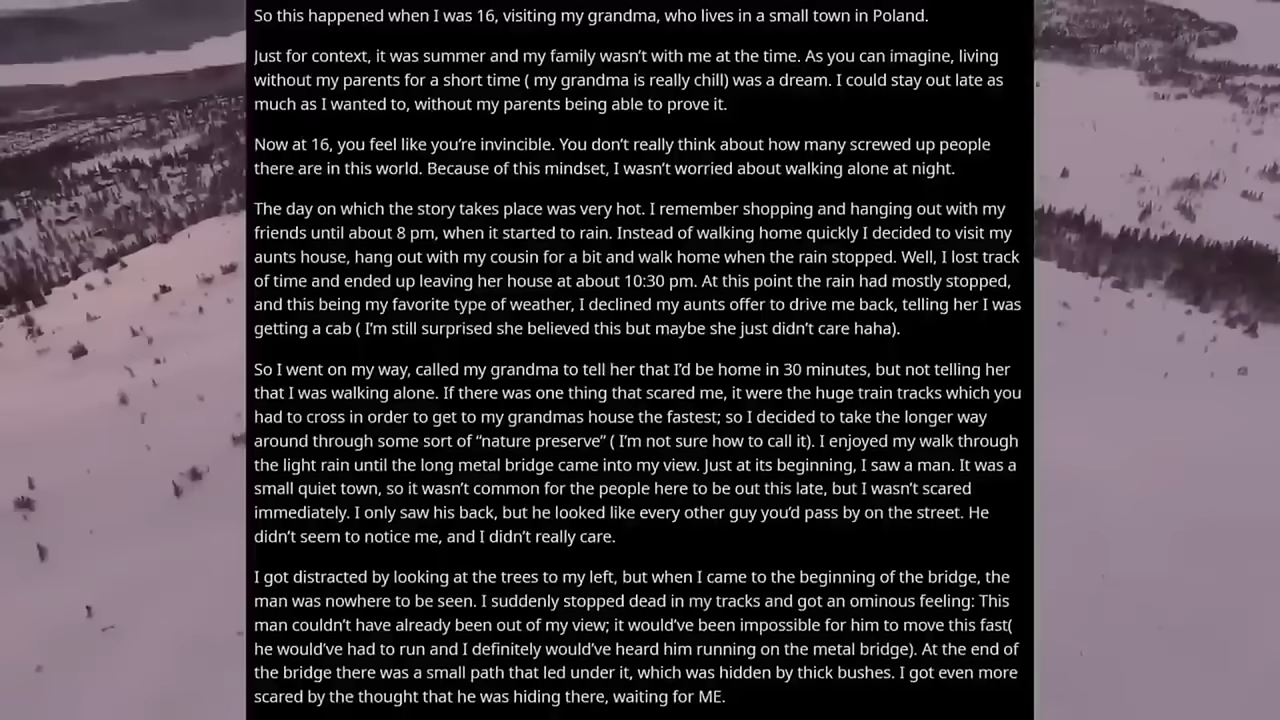 So this happened when I was 16, visiting my grandma, who lives in a small town in Poland.
Just for context, it was summer and my family wasn't with me at the time. As you can imagine, living
without my parents for a short time ( my grandma is really chill) was a dream. I could stay out late as
much as I wanted to, without my parents being able to prove it.
Now at 16, you feel like you're invincible. You don't really think about how many screwed up people
there are in this world. Because of this mindset, I wasn't worried about walking alone at night.
The day on which the story takes place was very hot. I remember shopping and hanging out with my
friends until about 8 pm, when it started to rain. Instead of walking home quickly I decided to visit my
aunts house, hang out with my cousin for a bit and walk home when the rain stopped. Well, I lost track
of time and ended up leaving her house at about 10:30 pm. At this point the rain had mostly stopped,
and this being my favorite type of weather, I declined my aunts offer to drive me back, telling her I was
getting a cab ( I'm still surprised she believed this but maybe she just didn't care haha).
So I went on my way, called my grandma to tell her that I'd be home in 30 minutes, but not telling her
that I was walking alone. If there was one thing that scared me, it were the huge train tracks which you
had to cross in order to get to my grandmas house the fastest; so I decided to take the longer way
around through some sort of “nature preserve” ( I'm not sure how to call it). I enjoyed my walk through
the light rain until the long metal bridge came into my view. Just at its beginning, I saw a man. It was a
small quiet town, so it wasn't common for the people here to be out this late, but I wasn't scared
immediately. I only saw his back, but he looked like every other guy you'd pass by on the street. He
didn't seem to notice me, and I didn't really care.
I got distracted by looking at the trees to my left, but when I came to the beginning of the bridge, the
man was nowhere to be seen. I suddenly stopped dead in my tracks and got an ominous feeling: This
man couldn't have already been out of my view; it would've been impossible for him to move this fast(
he would've had to run and I definitely would've heard him running on the metal bridge). At the end of
the bridge there was a small path that led under it, which was hidden by thick bushes. I got even more
scared by the thought that he was hiding there, waiting for ME.